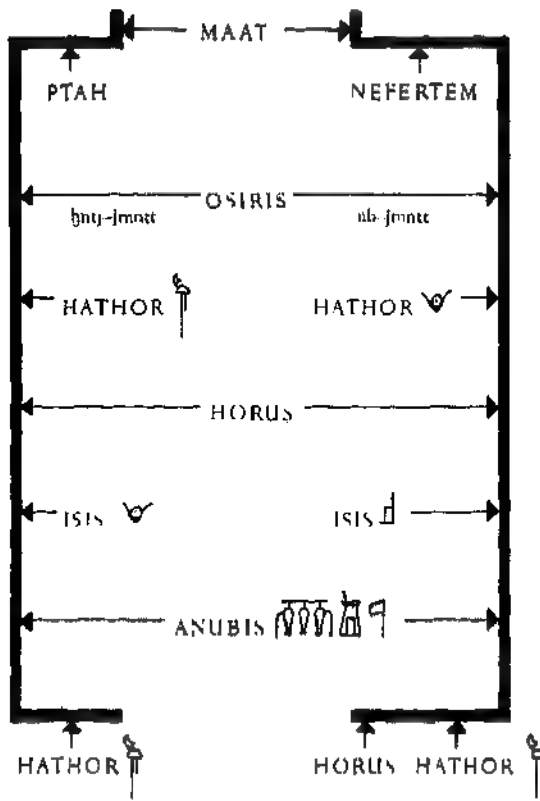 MAAT
PTAH NEFERTEM
OSIRIS
ḫntj-jmntt nb-jmntt
HATHOR HATHOR
HORUS
ISIS ISIS
ANUBIS
HATHOR HORUS HATHOR